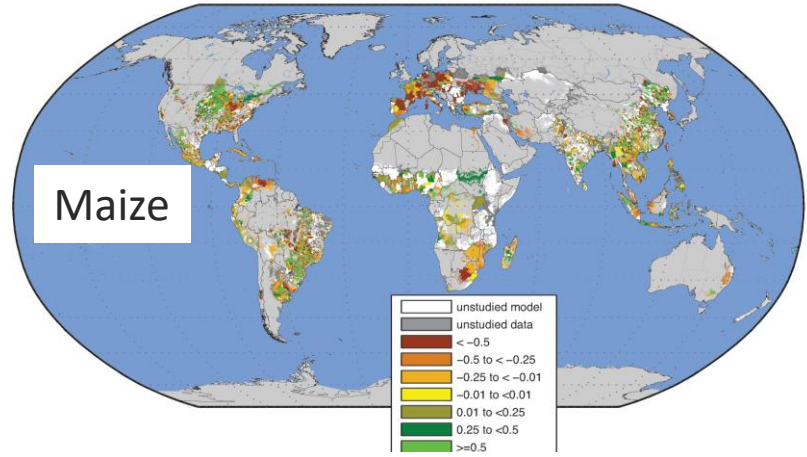 Maize
unstudied model
unstudied data
< −0.5
−0.5 to < −0.25
−0.25 to < −0.01
−0.01 to <0.01
0.01 to <0.25
0.25 to <0.5
>=0.5